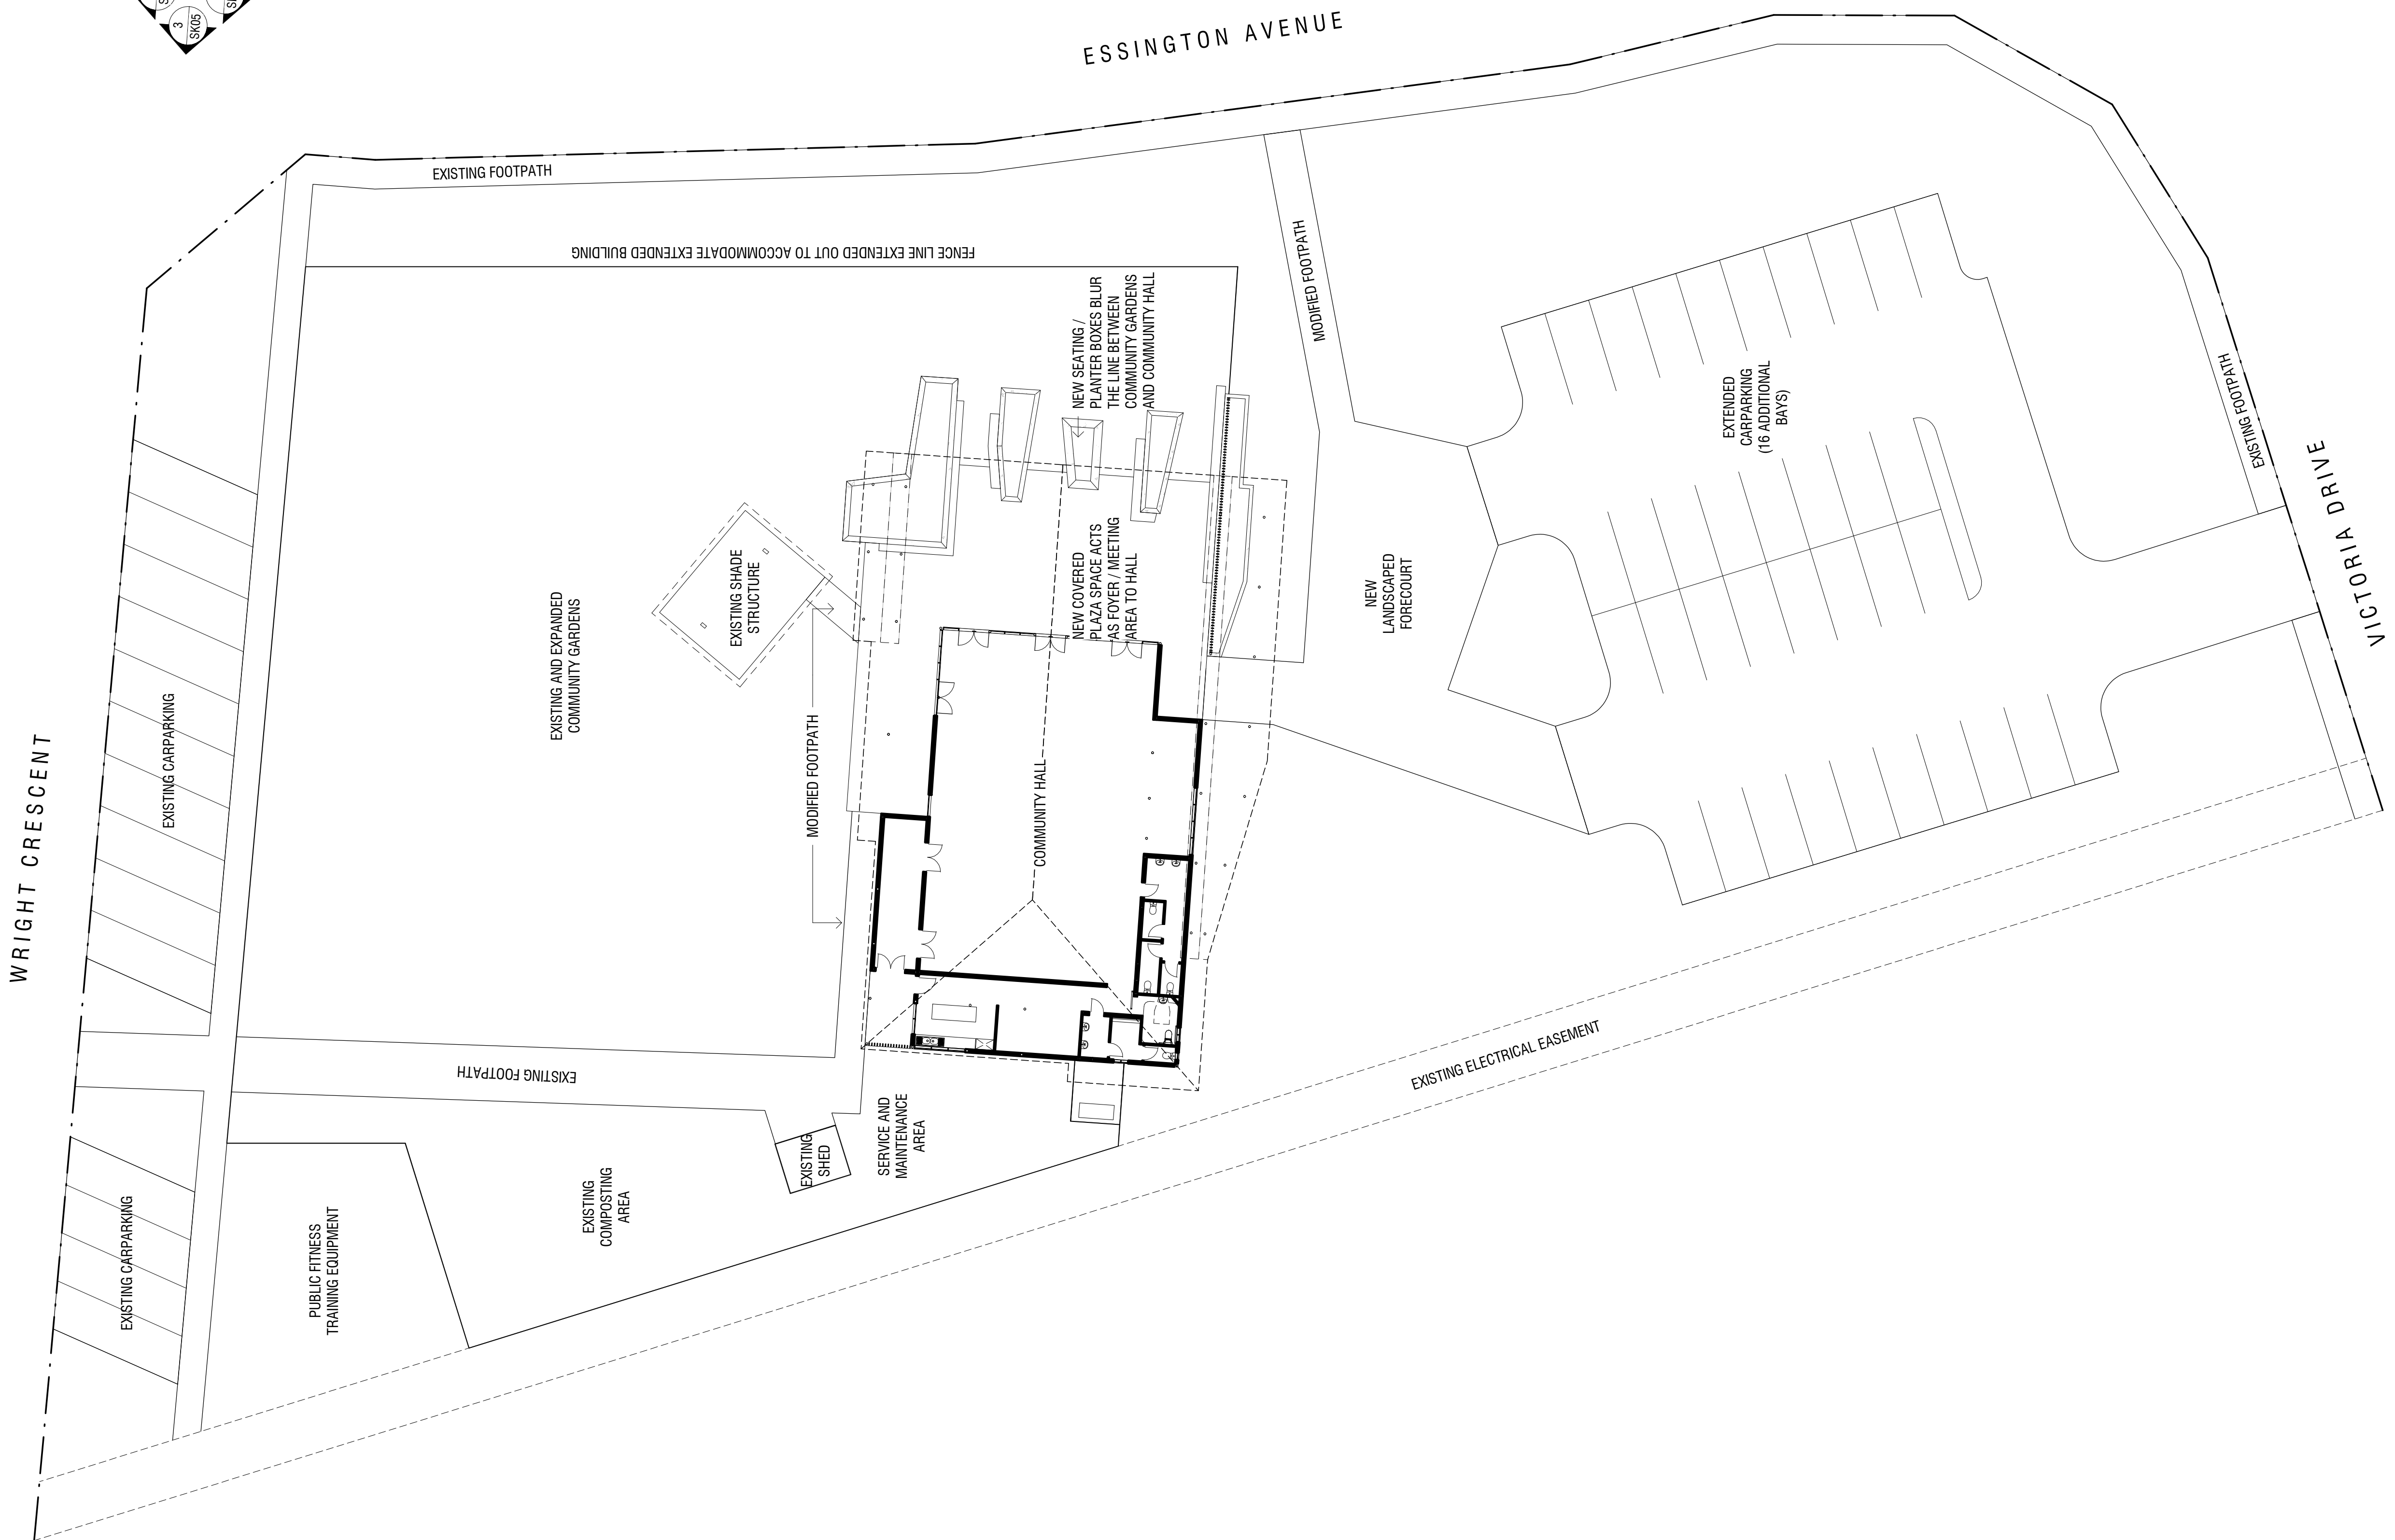 3
SK05
ESSINGTON AVENUE
EXISTING FOOTPATH
FENCE LINE EXTENDED OUT TO ACCOMMODATE EXTENDED BUILDING
MODIFIED FOOTPATH
NEW SEATING /
PLANTER BOXES BLUR
THE LINE BETWEEN
COMMUNITY GARDENS
AND COMMUNITY HALL
EXTENDED
CARPARKING
(16 ADDITIONAL
BAYS)
EXISTING FOOTPATH
VICTORIA DRIVE
NEW
LANDSCAPED
FORECOURT
NEW COVERED
PLAZA SPACE ACTS
AS FOYER / MEETING
AREA TO HALL
EXISTING SHADE
STRUCTURE
EXISTING AND EXPANDED
COMMUNITY GARDENS
MODIFIED FOOTPATH
COMMUNITY HALL
EXISTING CARPARKING
WRIGHT CRESCENT
EXISTING FOOTPATH
EXISTING ELECTRICAL EASEMENT
SERVICE AND
MAINTENANCE
AREA
EXISTING
SHED
EXISTING
COMPOSTING
AREA
PUBLIC FITNESS
TRAINING EQUIPMENT
EXISTING CARPARKING